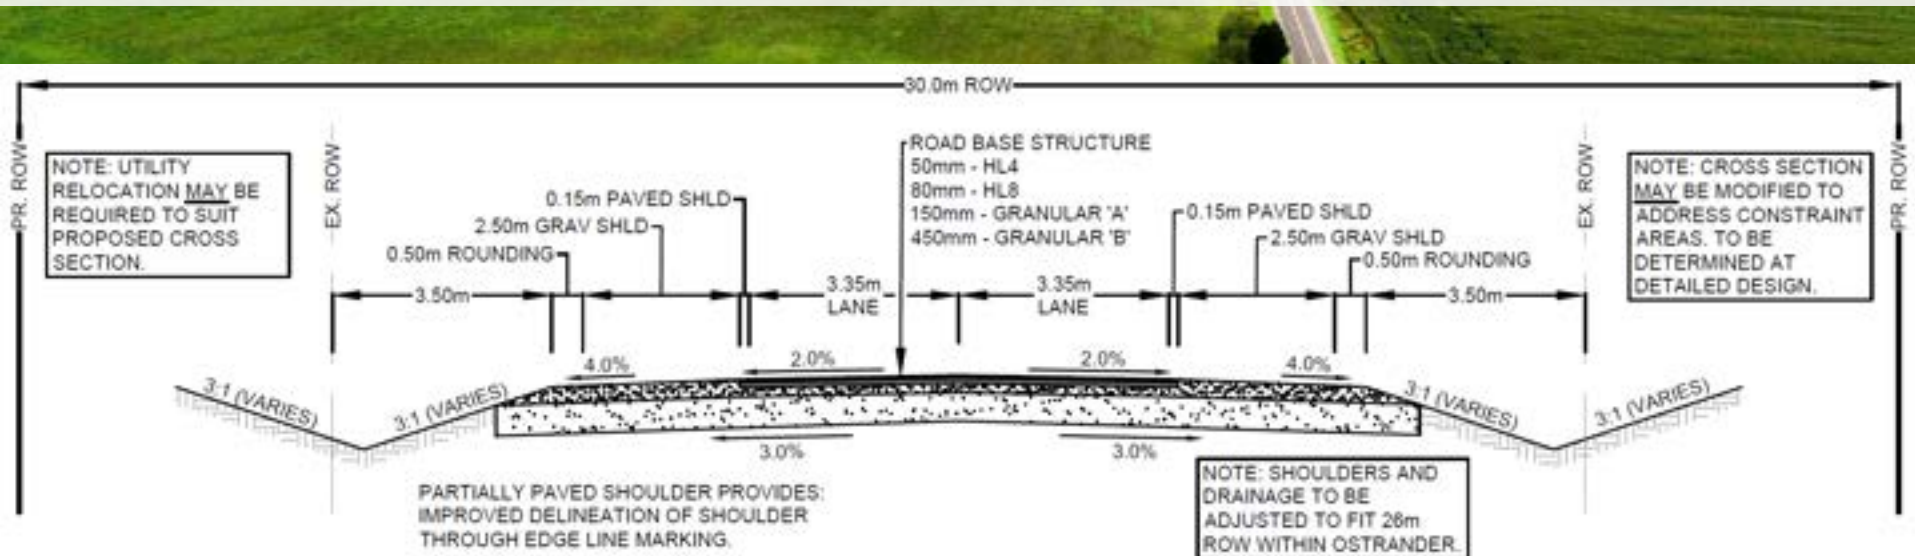 30.0m ROW
PR. ROW
NOTE: UTILITY
RELOCATION MAY BE
REQUIRED TO SUIT
PROPOSED CROSS
SECTION.
EX. ROW
0.15m PAVED SHLD
2.50m GRAV SHLD
0.50m ROUNDING
ROAD BASE STRUCTURE
50mm - HL4
80mm - HL8
150mm - GRANULAR 'A'
450mm - GRANULAR 'B'
0.15m PAVED SHLD
2.50m GRAV SHLD
0.50m ROUNDING
EX. ROW
NOTE: CROSS SECTION
MAY BE MODIFIED TO
ADDRESS CONSTRAINT
AREAS. TO BE
DETERMINED AT
DETAILED DESIGN.
PR. ROW
3.50m
3.35m
LANE
3.35m
LANE
3.50m
4.0%
2.0%
2.0%
4.0%
3:1 (VARIES)
3:1 (VARIES)
3:1 (VARIES)
3:1 (VARIES)
3.0%
3.0%
PARTIALLY PAVED SHOULDER PROVIDES:
IMPROVED DELINEATION OF SHOULDER
THROUGH EDGE LINE MARKING.
NOTE: SHOULDERS AND
DRAINAGE TO BE
ADJUSTED TO FIT 26m
ROW WITHIN OSTRANDER.